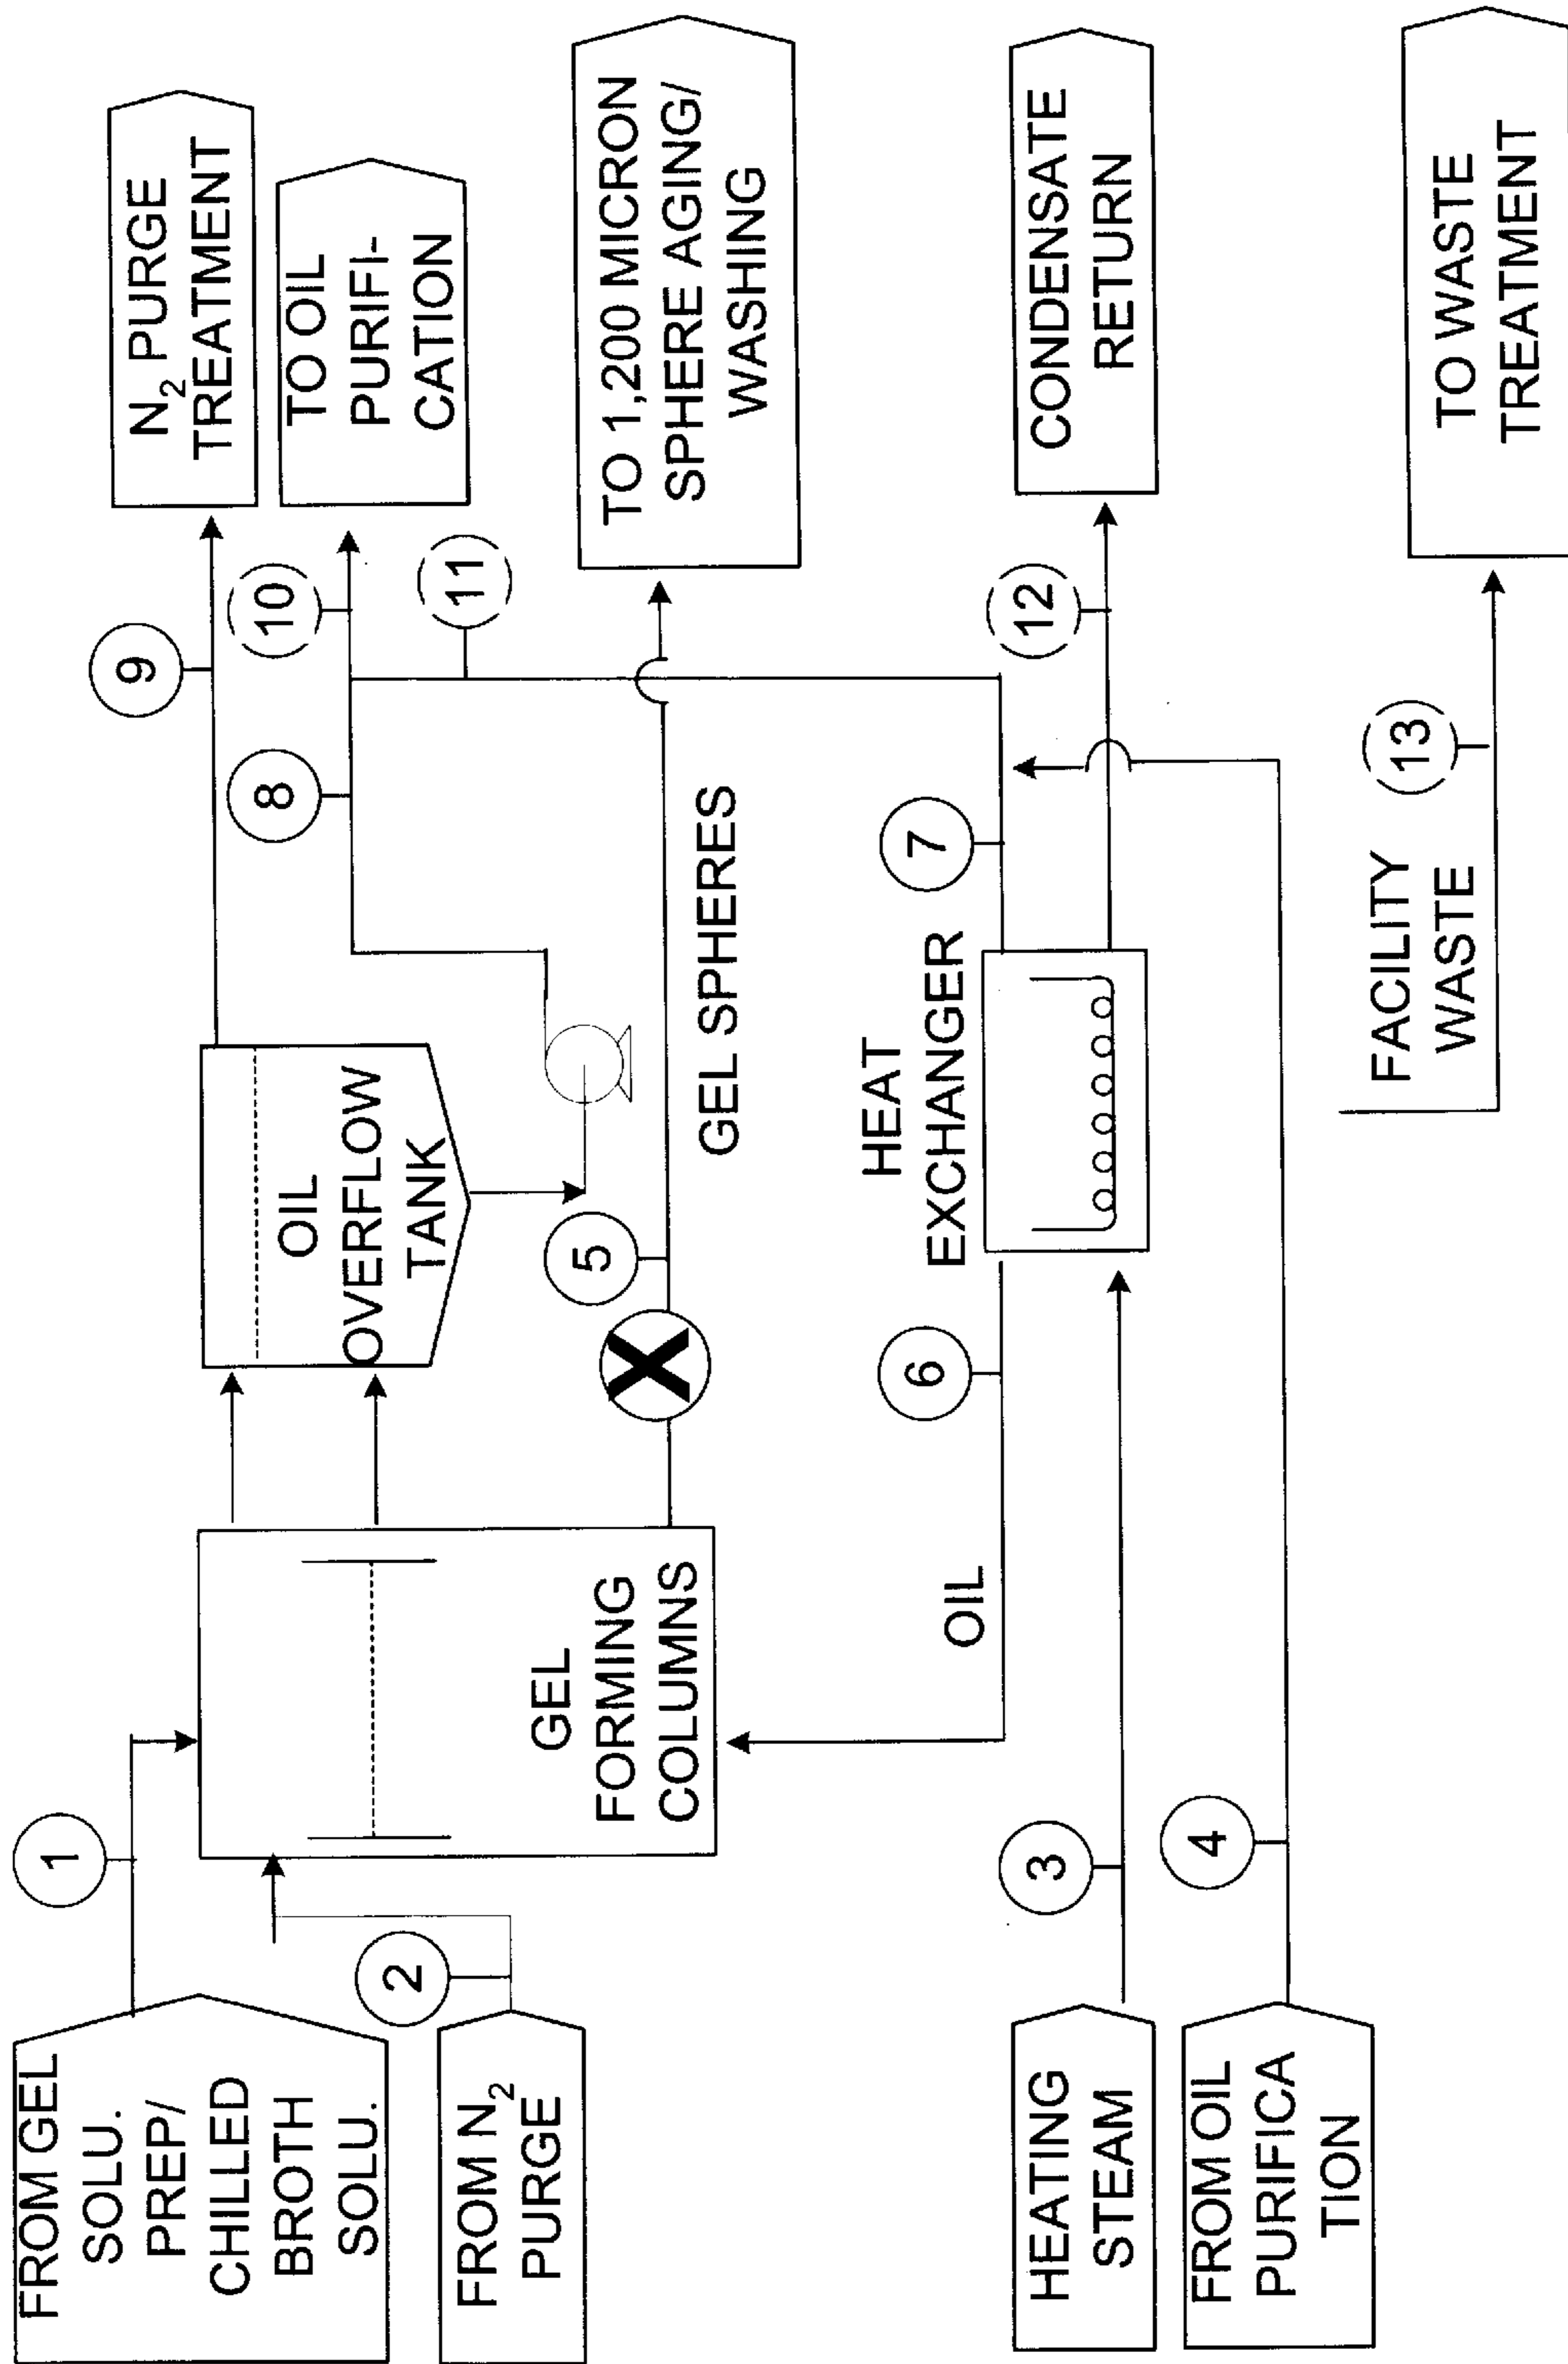 FROM GEL
SOLU.
PREP/
CHILLED
BROTH
SOLU.
1
FROM N2
PURGE
2
GEL
FORMING
COLUMNS
OIL
OVERFLOW
TANK
9
N2 PURGE
TREATMENT
8
10
TO OIL
PURIFI-
CATION
11
5
GEL SPHERES
TO 1,200 MICRON
SPHERE AGING/
WASHING
X
OIL
6
HEAT
EXCHANGER
7
HEATING
STEAM
3
12
CONDENSATE
RETURN
FROM OIL
PURIFICA
TION
4
FACILITY
WASTE
13
TO WASTE
TREATMENT